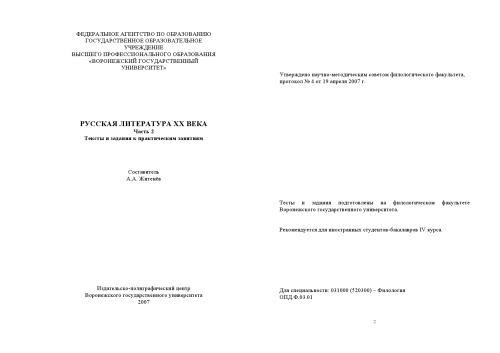 ФЕДЕРАЛЬНОЕ АГЕНТСТВО ПО ОБРАЗОВАНИЮ
ГОСУДАРСТВЕННОЕ ОБРАЗОВАТЕЛЬНОЕ
УЧРЕЖДЕНИЕ
ВЫСШЕГО ПРОФЕССИОНАЛЬНОГО ОБРАЗОВАНИЯ
«ВОРОНЕЖСКИЙ ГОСУДАРСТВЕННЫЙ
УНИВЕРСИТЕТ»
РУССКАЯ ЛИТЕРАТУРА ХХ ВЕКА
Часть 2
Тексты и задания к практическим занятиям
Составитель
А.А. Житенёв
Издательско-полиграфический центр
Воронежского государственного университета
2007
Утверждено научно-методическим советом филологического факультета,
протокол № 4 от 19 апреля 2007 г.
Тесты и задания подготовлены на филологическом факультете
Воронежского государственного университета.
Рекомендуется для иностранных студентов-бакалавров IV курса.
Для специальности: 031000 (520300) – Филология
ОПД.Ф.03.01
2